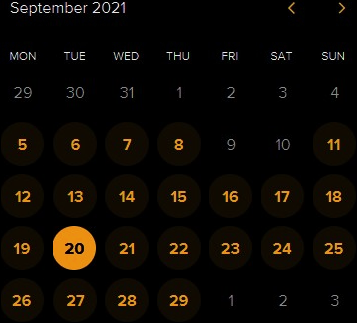 September 2021 < >
MON TUE WED THU FRI SAT SUN
29 30 31 1 2 3 4
5 6 7 8 9 10 11
12 13 14 15 16 17 18
19 20 21 22 23 24 25
26 27 28 29 1 2 3